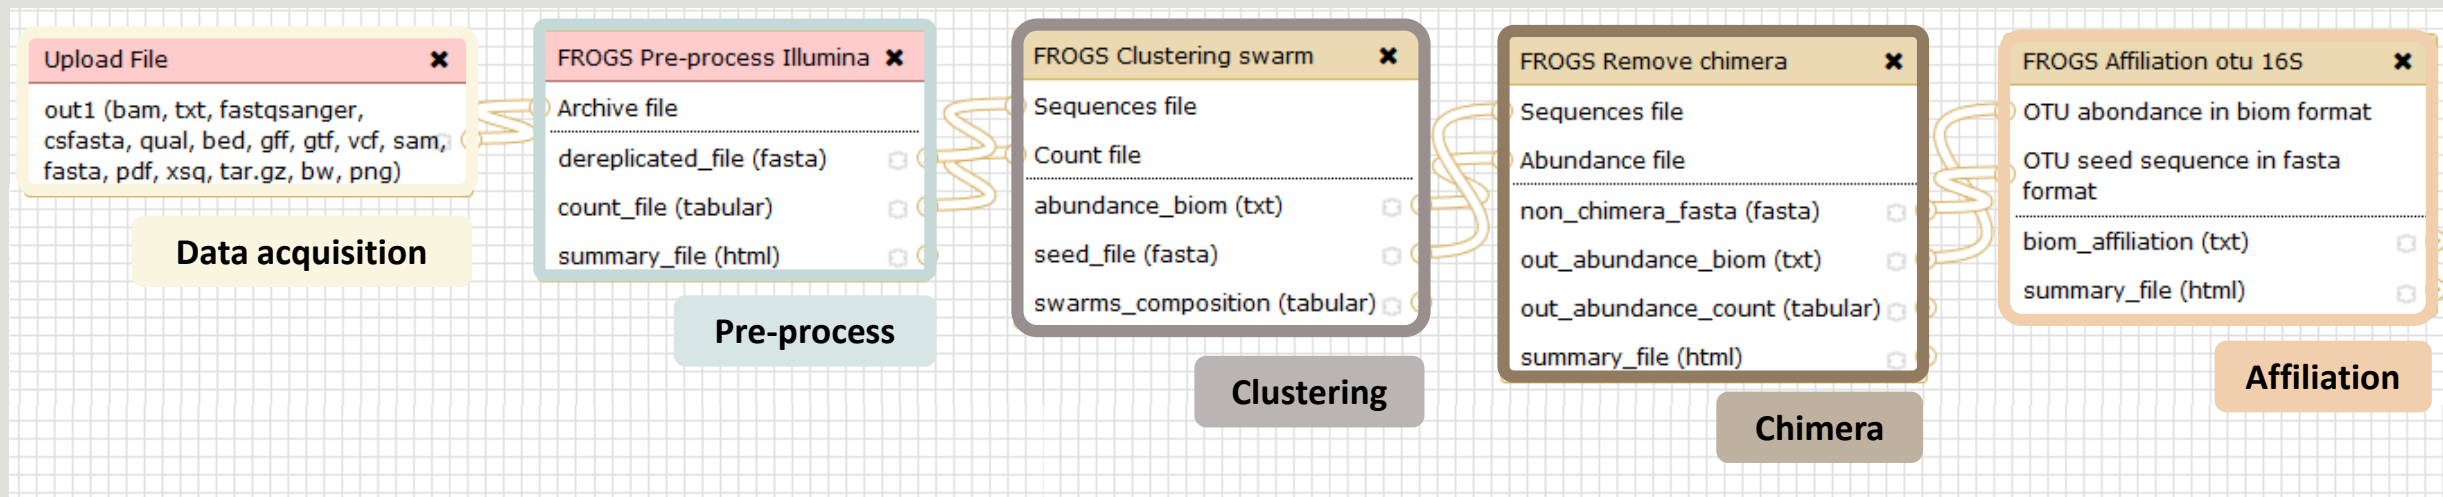 Upload File
out1 (bam, txt, fastqsanger,
csfasta, qual, bed, gff, gtf, vcf, sam,
fasta, pdf, xsq, tar.gz, bw, png)
Data acquisition
FROGS Pre-process Illumina
Archive file
dereplicated_file (fasta)
count_file (tabular)
summary_file (html)
Pre-process
FROGS Clustering swarm
Sequences file
Count file
abundance_biom (txt)
seed_file (fasta)
swarms_composition (tabular)
Clustering
FROGS Remove chimera
Sequences file
Abundance file
non_chimera_fasta (fasta)
out_abundance_biom (txt)
out_abundance_count (tabular)
summary_file (html)
Chimera
FROGS Affiliation otu 16S
OTU abondance in biom format
OTU seed sequence in fasta
format
biom_affiliation (txt)
summary_file (html)
Affiliation